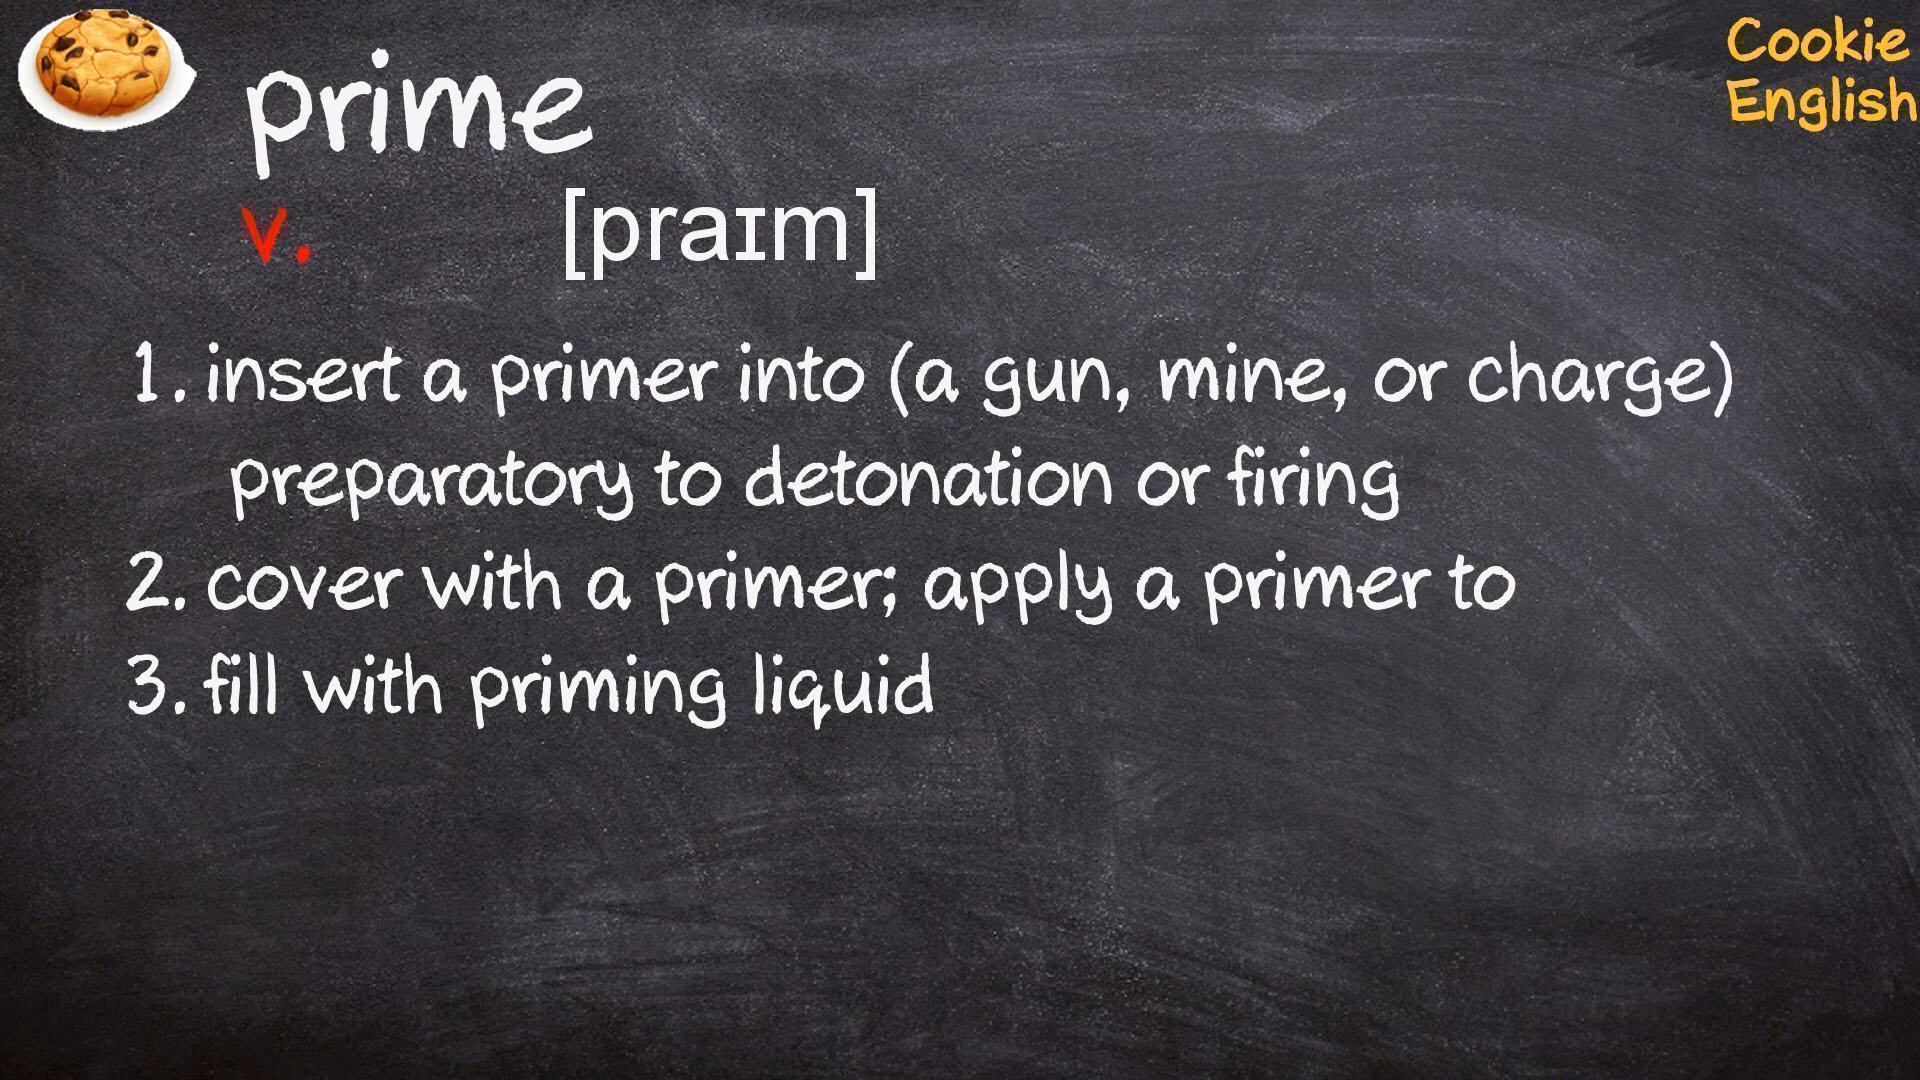 prime
Cookie
English
v. [praɪm]
1. insert a primer into (a gun, mine, or charge)
preparatory to detonation or firing
2. cover with a primer; apply a primer to
3. fill with priming liquid